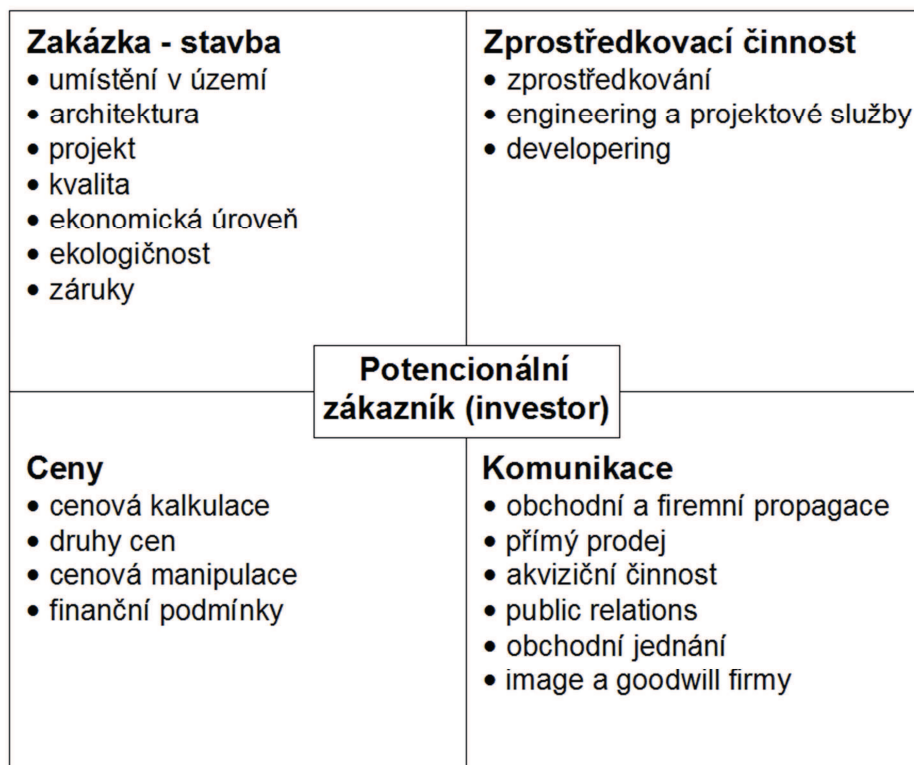 Zakázka - stavba
• umístění v území
• architektura
• projekt
• kvalita
• ekonomická úroveň
• ekologičnost
• záruky
Zprostředkovací činnost
• zprostředkování
• engineering a projektové služby
• developering
Potencionální
zákazník (investor)
Ceny
• cenová kalkulace
• druhy cen
• cenová manipulace
• finanční podmínky
Komunikace
• obchodní a firemní propagace
• přímý prodej
• akviziční činnost
• public relations
• obchodní jednání
• image a goodwill firmy